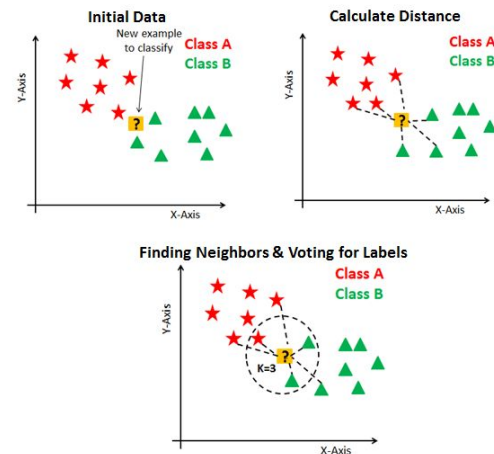 Initial Data
New example
to classify
Class A
Class B
?
Y-Axis
X-Axis
Calculate Distance
Class A
Class B
?
Y-Axis
X-Axis
Finding Neighbors & Voting for Labels
Class A
Class B
?
K=3
Y-Axis
X-Axis